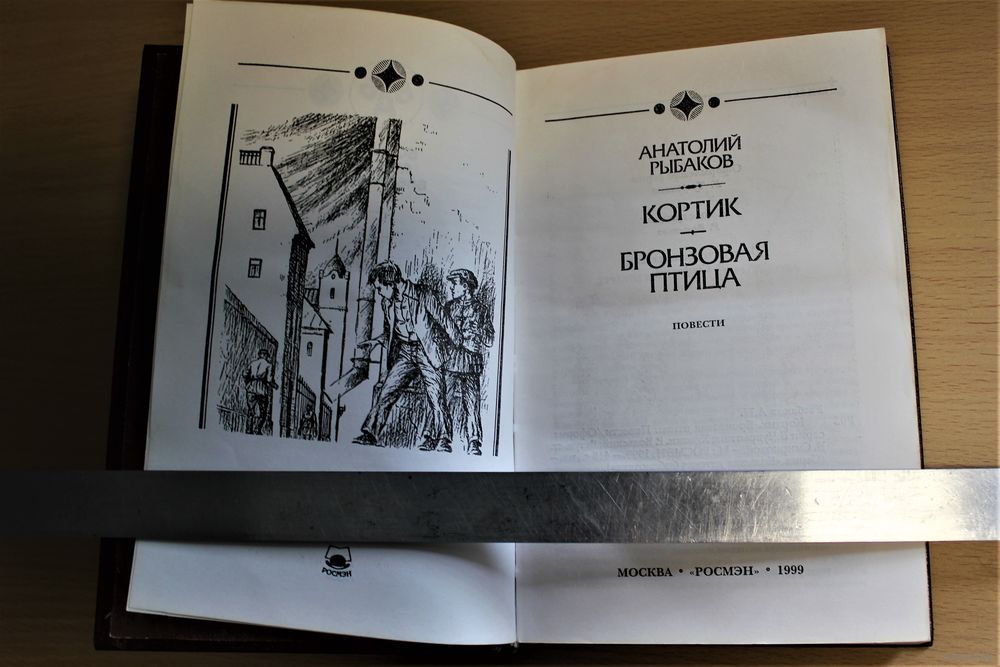 РОСМЭН
АНАТОЛИЙ
РЫБАКОВ
КОРТИК
БРОНЗОВАЯ
ПТИЦА
ПОВЕСТИ
МОСКВА • «РОСМЭН» • 1999